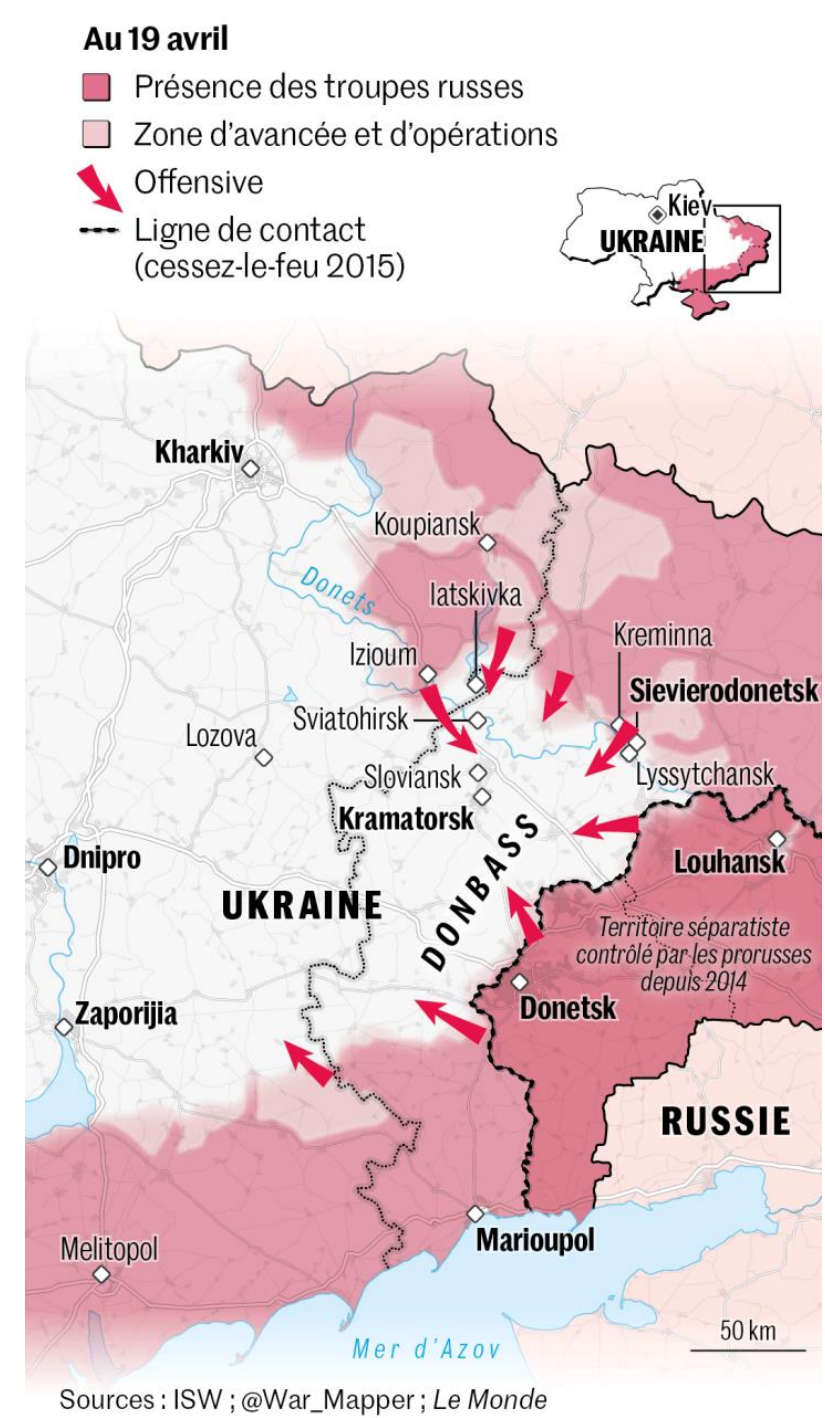 Au 19 avril
Présence des troupes russes
Zone d'avancée et d'opérations
Offensive
Ligne de contact
(cessez-le-feu 2015)
Kiev
UKRAINE
Kharkiv
Koupiansk
Donets
Iatskivka
Izioum
Kreminna
Sievierodonetsk
Sviatohirsk
Lozova
Sloviansk
Lyssytchansk
Kramatorsk
Dnipro
DONBASS
Louhansk
UKRAINE
Territoire séparatiste
contrôlé par les prorusses
depuis 2014
Donetsk
Zaporijia
RUSSIE
Marioupol
Melitopol
Mer d'Azov
50 km
Sources : ISW ; @War_Mapper ; Le Monde